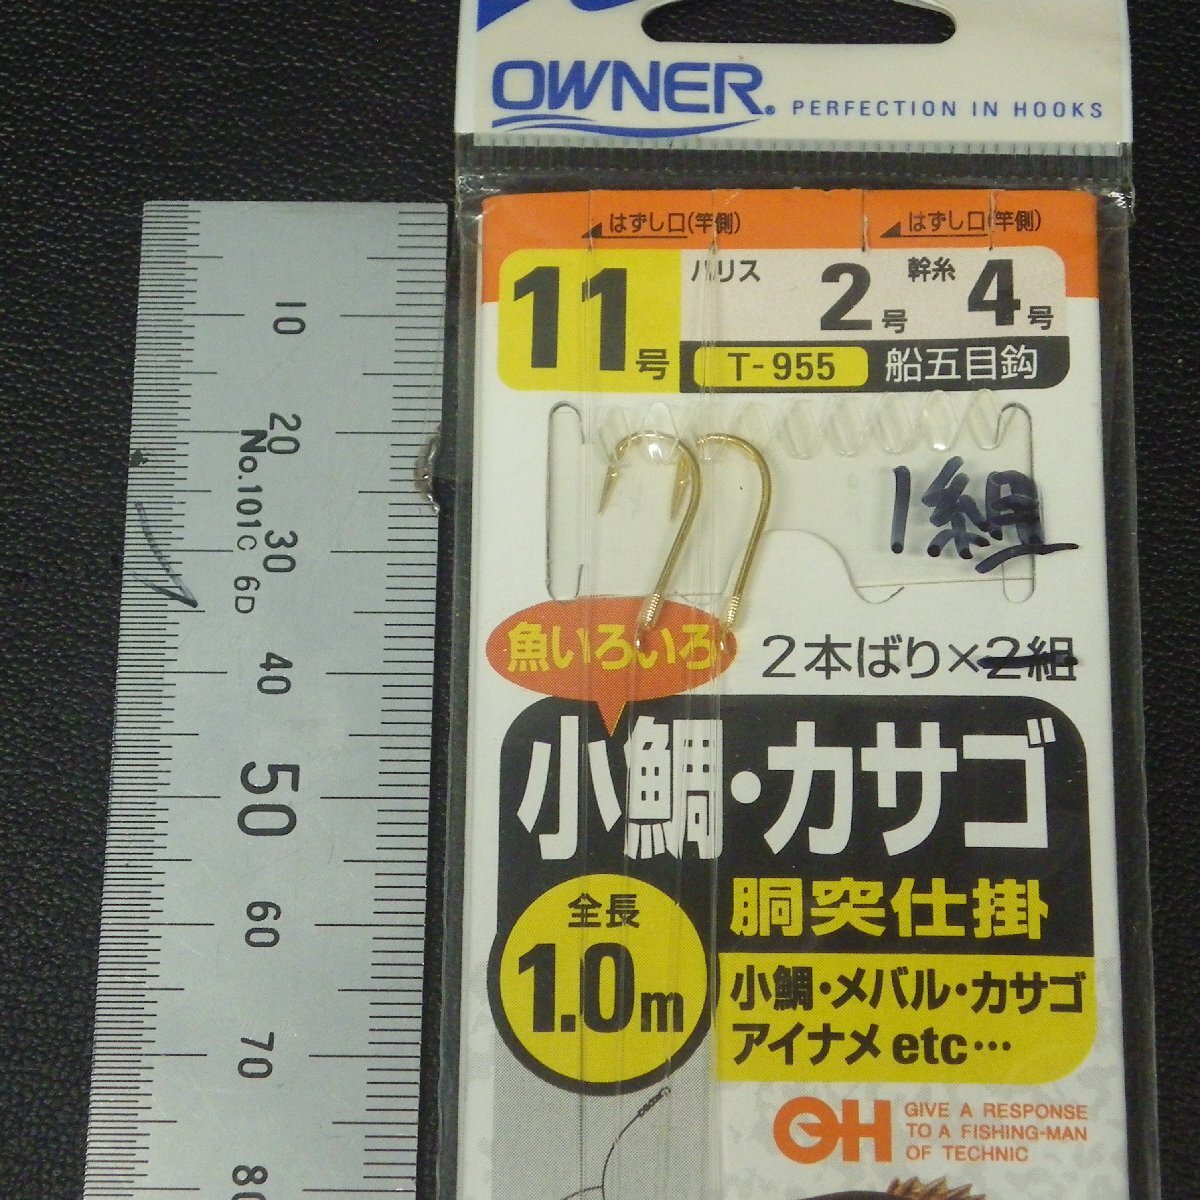 OWNER® PERFECTION IN HOOKS
はずし口(竿側) はずし口(竿側)
11号 ハリス 2号 幹糸 4号
T-955 船五目鈎
1組
魚いろいろ 2本ばり×2組
小鯛・カサゴ
胴突仕掛
全長
1.0m
小鯛・メバル・カサゴ
アイナメ etc…
OH GIVE A RESPONSE
TO A FISHING-MAN
OF TECHNIC
10
20
No.101C 6D
30
40
50
60
70
80